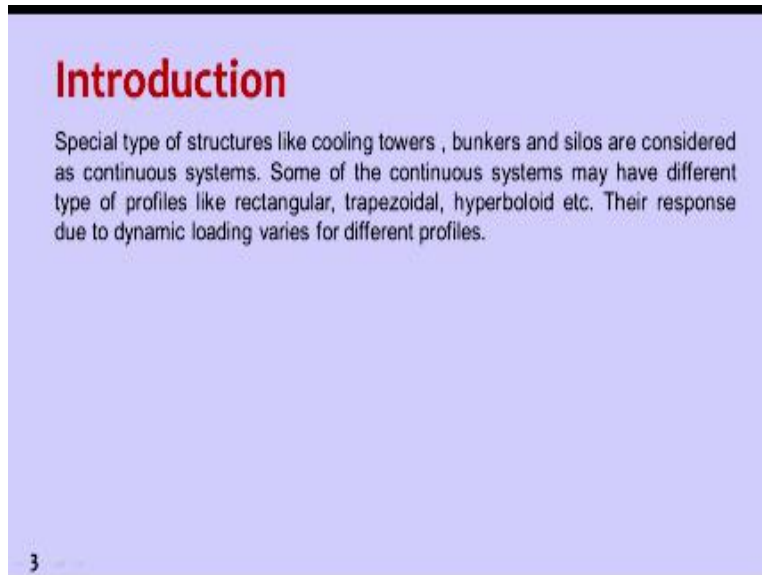 Introduction
Special type of structures like cooling towers , bunkers and silos are considered
as continuous systems. Some of the continuous systems may have different
type of profiles like rectangular, trapezoidal, hyperboloid etc. Their response
due to dynamic loading varies for different profiles.
3